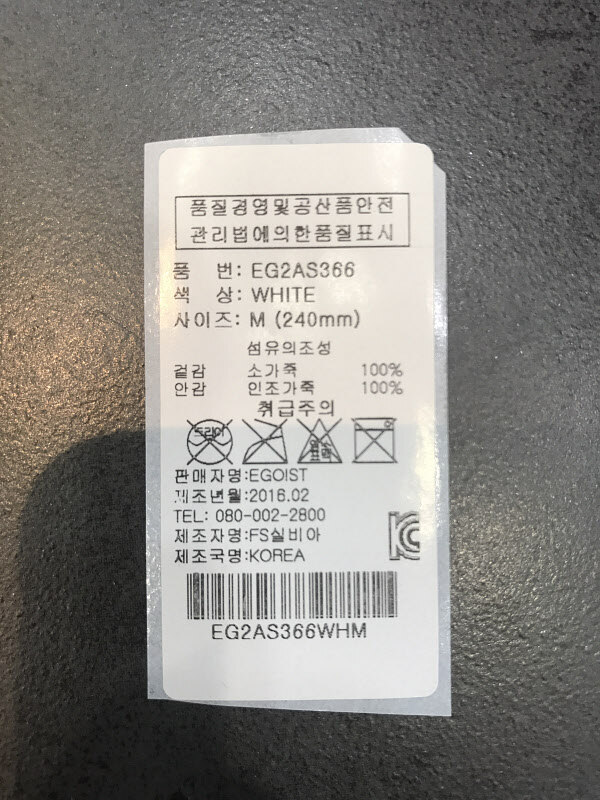 품질경영및공산품안전
관리법에의한품질표시
품 번: EG2AS366
색 상: WHITE
사이즈: M (240mm)
섬유의조성
겉감 소가죽 100%
안감 인조가죽 100%
취급주의
드라이 염소표백
판매자명:EGOIST
제조년월:2016.02
TEL: 080-002-2800
제조자명:FS실비아
제조국명:KOREA
EG2AS366WHM